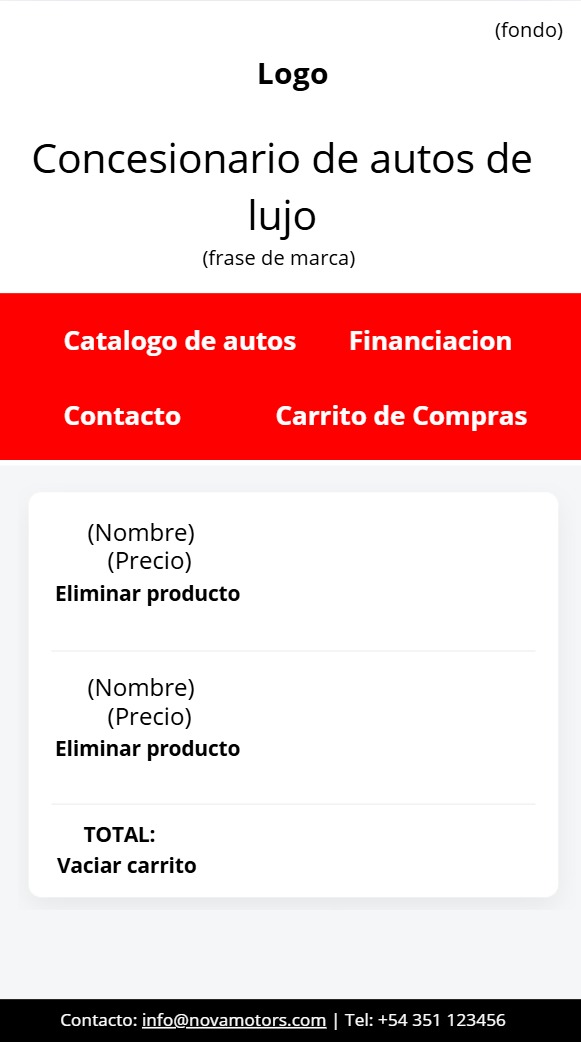 (fondo)
Logo
Concesionario de autos de
lujo
(frase de marca)
Catalogo de autos Financiacion
Contacto Carrito de Compras
(Nombre)
(Precio)
Eliminar producto
(Nombre)
(Precio)
Eliminar producto
TOTAL:
Vaciar carrito
Contacto: info@novamotors.com | Tel: +54 351 123456